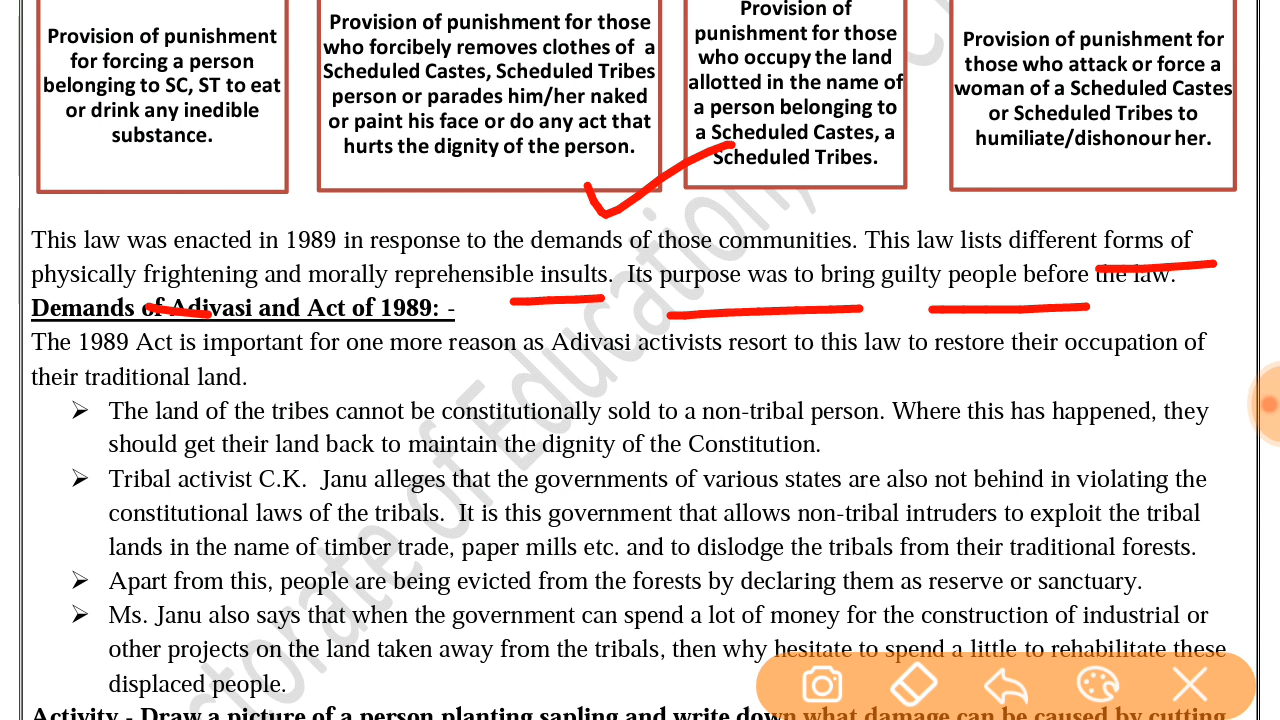 Provision of punishment
for forcing a person
belonging to SC, ST to eat
or drink any inedible
substance.
Provision of punishment for those
who forcibely removes clothes of a
Scheduled Castes, Scheduled Tribes
person or parades him/her naked
or paint his face or do any act that
hurts the dignity of the person.
Provision of
punishment for those
who occupy the land
allotted in the name of
a person belonging to
a Scheduled Castes, a
Scheduled Tribes.
Provision of punishment for
those who attack or force a
woman of a Scheduled Castes
or Scheduled Tribes to
humiliate/dishonour her.
This law was enacted in 1989 in response to the demands of those communities. This law lists different forms of
physically frightening and morally reprehensible insults. Its purpose was to bring guilty people before the law.
Demands of Adivasi and Act of 1989: -
The 1989 Act is important for one more reason as Adivasi activists resort to this law to restore their occupation of
their traditional land.
➢ The land of the tribes cannot be constitutionally sold to a non-tribal person. Where this has happened, they
should get their land back to maintain the dignity of the Constitution.
➢ Tribal activist C.K. Janu alleges that the governments of various states are also not behind in violating the
constitutional laws of the tribals. It is this government that allows non-tribal intruders to exploit the tribal
lands in the name of timber trade, paper mills etc. and to dislodge the tribals from their traditional forests.
➢ Apart from this, people are being evicted from the forests by declaring them as reserve or sanctuary.
➢ Ms. Janu also says that when the government can spend a lot of money for the construction of industrial or
other projects on the land taken away from the tribals, then why hesitate to spend a little to rehabilitate these
displaced people.
Activity - Draw a picture of a person planting sapling and write down what damage can be caused by cutting
ctorate of Education,